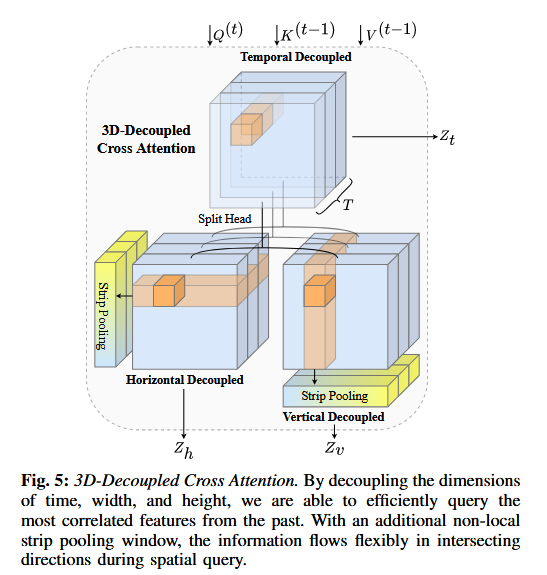 Q(t) K(t−1) V(t−1)
Temporal Decoupled
3D-Decoupled
Cross Attention
Zt
T
Split Head
Strip Pooling
Strip Pooling
Horizontal Decoupled
Vertical Decoupled
Zh Zv
Fig. 5: 3D-Decoupled Cross Attention. By decoupling the dimensions
of time, width, and height, we are able to efficiently query the
most correlated features from the past. With an additional non-local
strip pooling window, the information flows flexibly in intersecting
directions during spatial query.